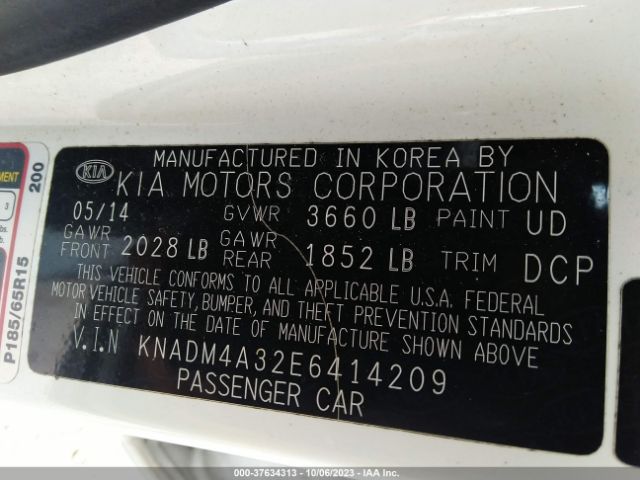 MANUFACTURED IN KOREA BY
KIA KIA MOTORS CORPORATION
05/14 GVWR 3660 LB PAINT UD
GAWR FRONT 2028 LB GAWR REAR 1852 LB TRIM DCP
THIS VEHICLE CONFORMS TO ALL APPLICABLE U.S.A. FEDERAL
MOTOR VEHICLE SAFETY, BUMPER, AND THEFT PREVENTION STANDARDS
IN EFFECT ON THE DATE OF MANUFACTURE SHOWN ABOVE
V.I.N KNADM4A32E6414209
PASSENGER CAR
3
200
P185/65R15
000-37634313 - 10/06/2023 - IAA Inc.